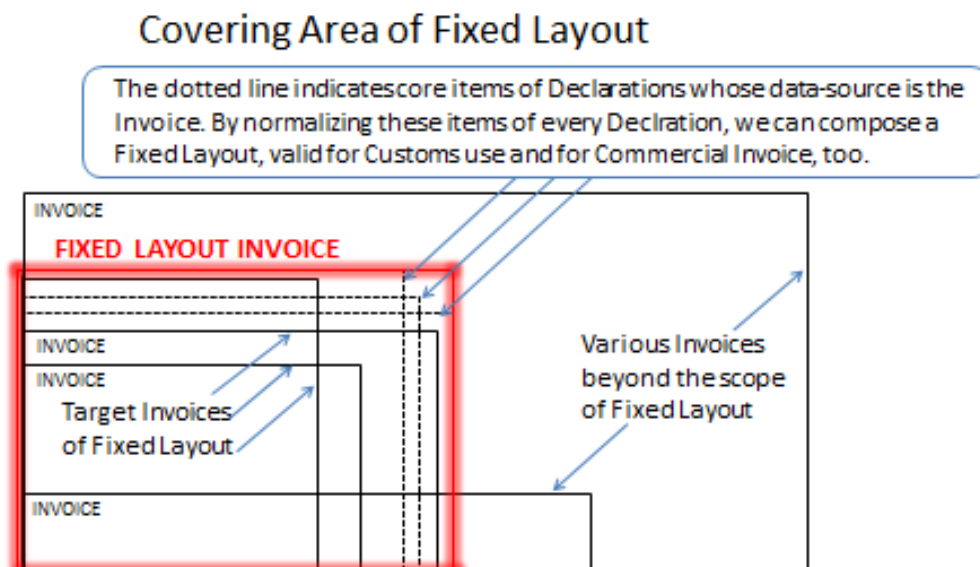 Covering Area of Fixed Layout
The dotted line indicatescore items of Declarations whose data-source is the
Invoice. By normalizing these items of every Declration, we can compose a
Fixed Layout, valid for Customs use and for Commercial Invoice, too.
INVOICE
FIXED LAYOUT INVOICE
INVOICE
INVOICE
Target Invoices
of Fixed Layout
Various Invoices
beyond the scope
of Fixed Layout
INVOICE